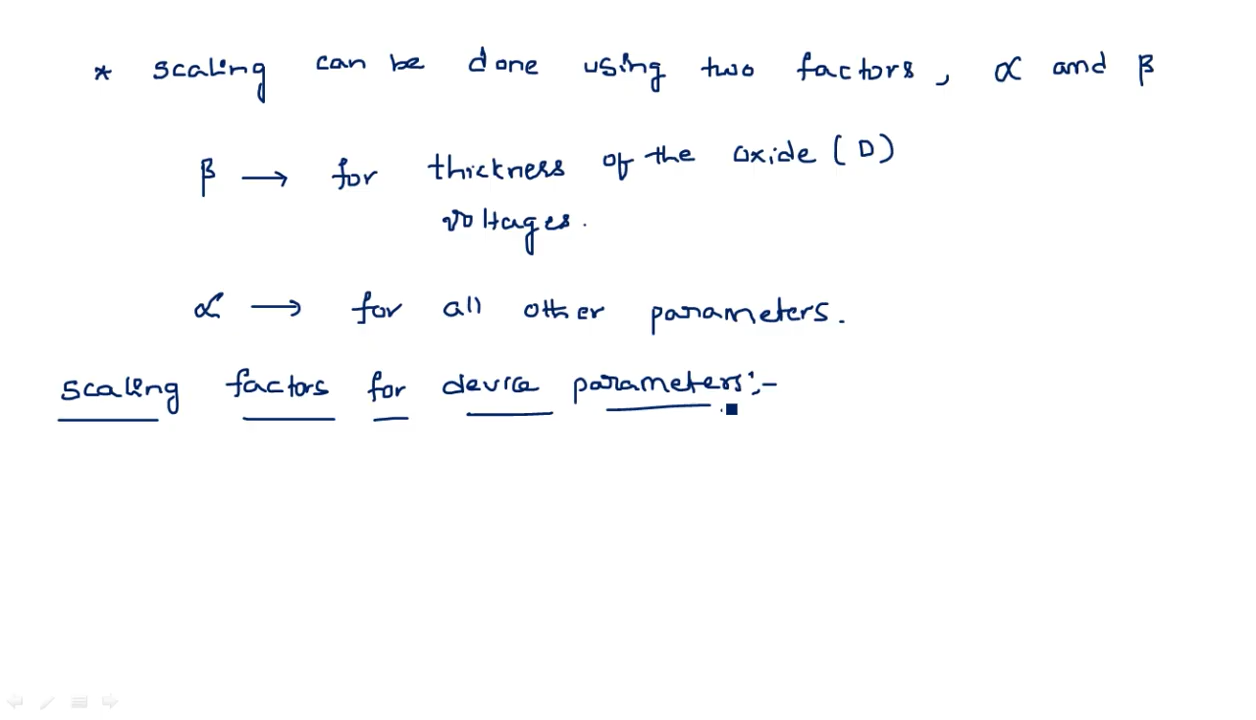 * scaling can be done using two factors, α and β
β → for thickness of the oxide (D)
voltages.
α → for all other parameters.
scaling factors for device parameters:-